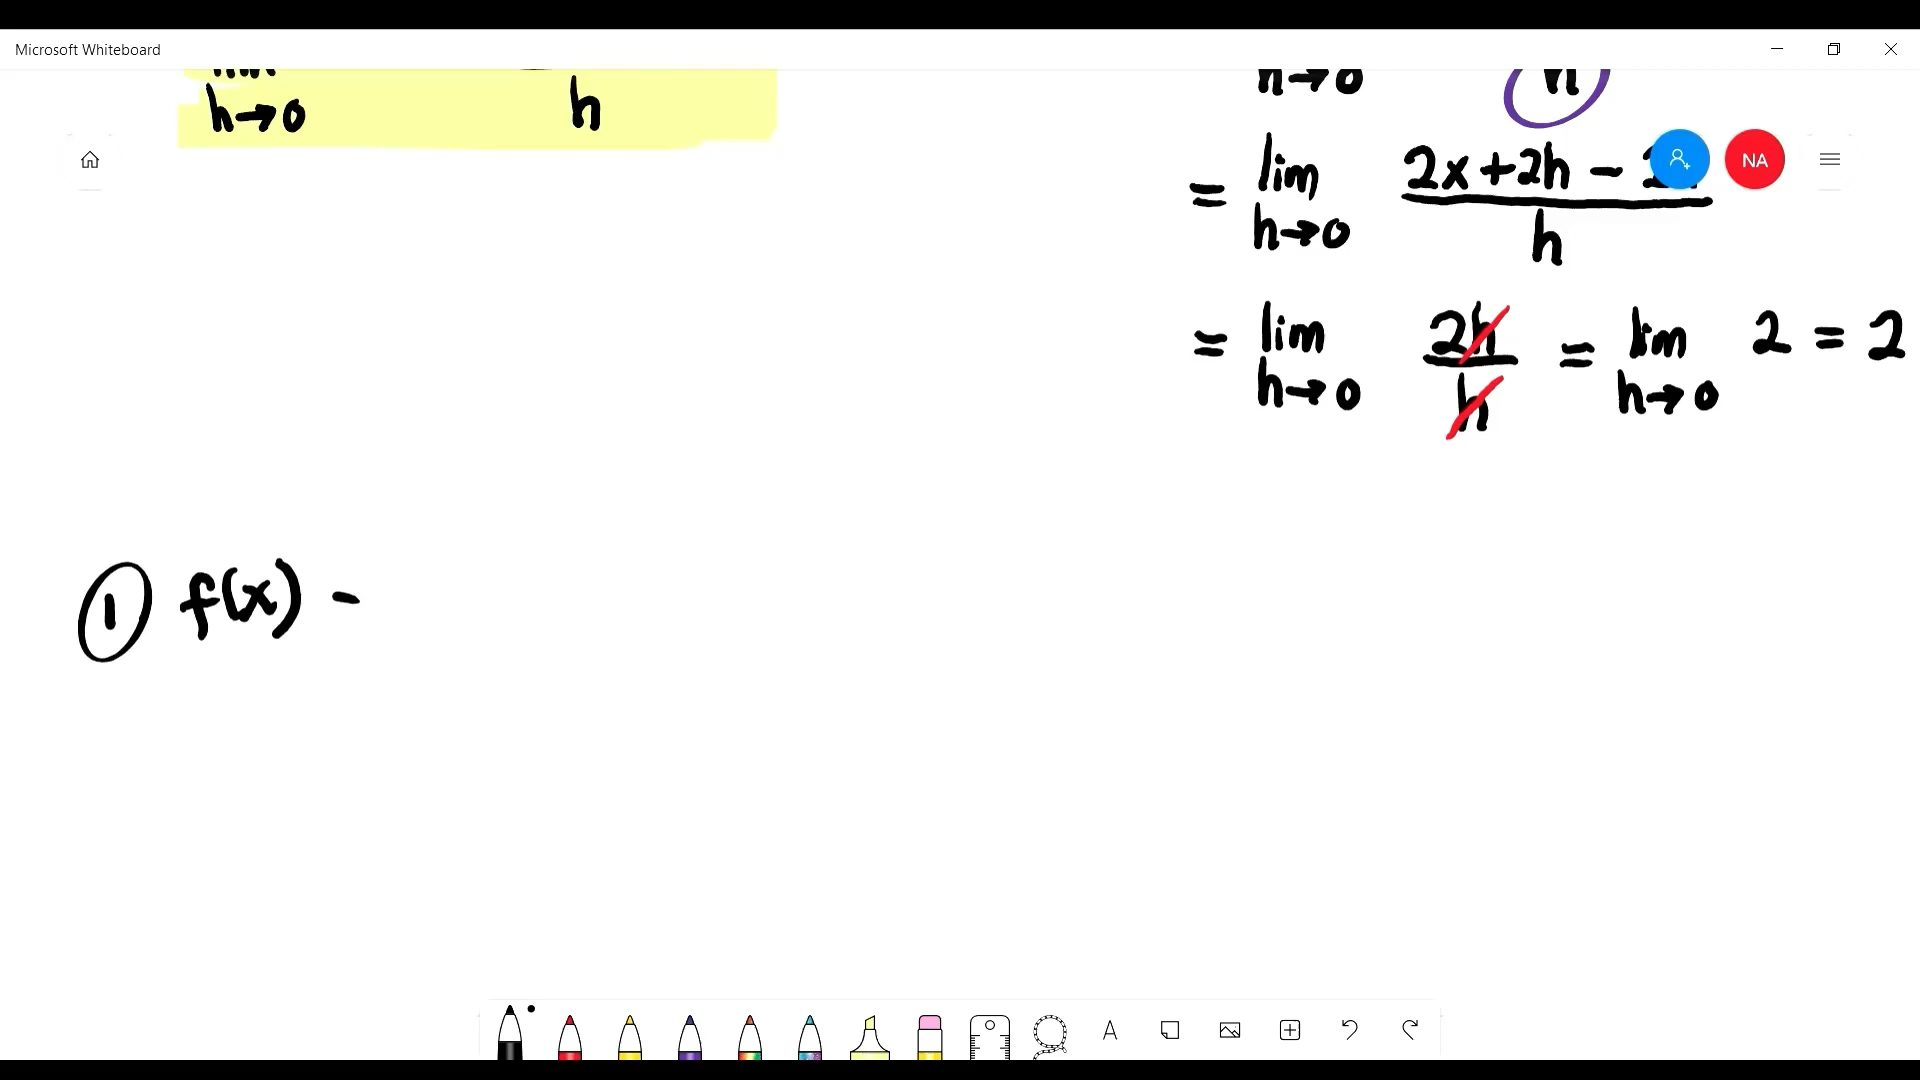 Microsoft Whiteboard
h→0 h
h→0
= lim 2x+2h -
h→0 h
NA
= lim 2h = lim 2 = 2
h→0 h h→0
① f(x) -
A